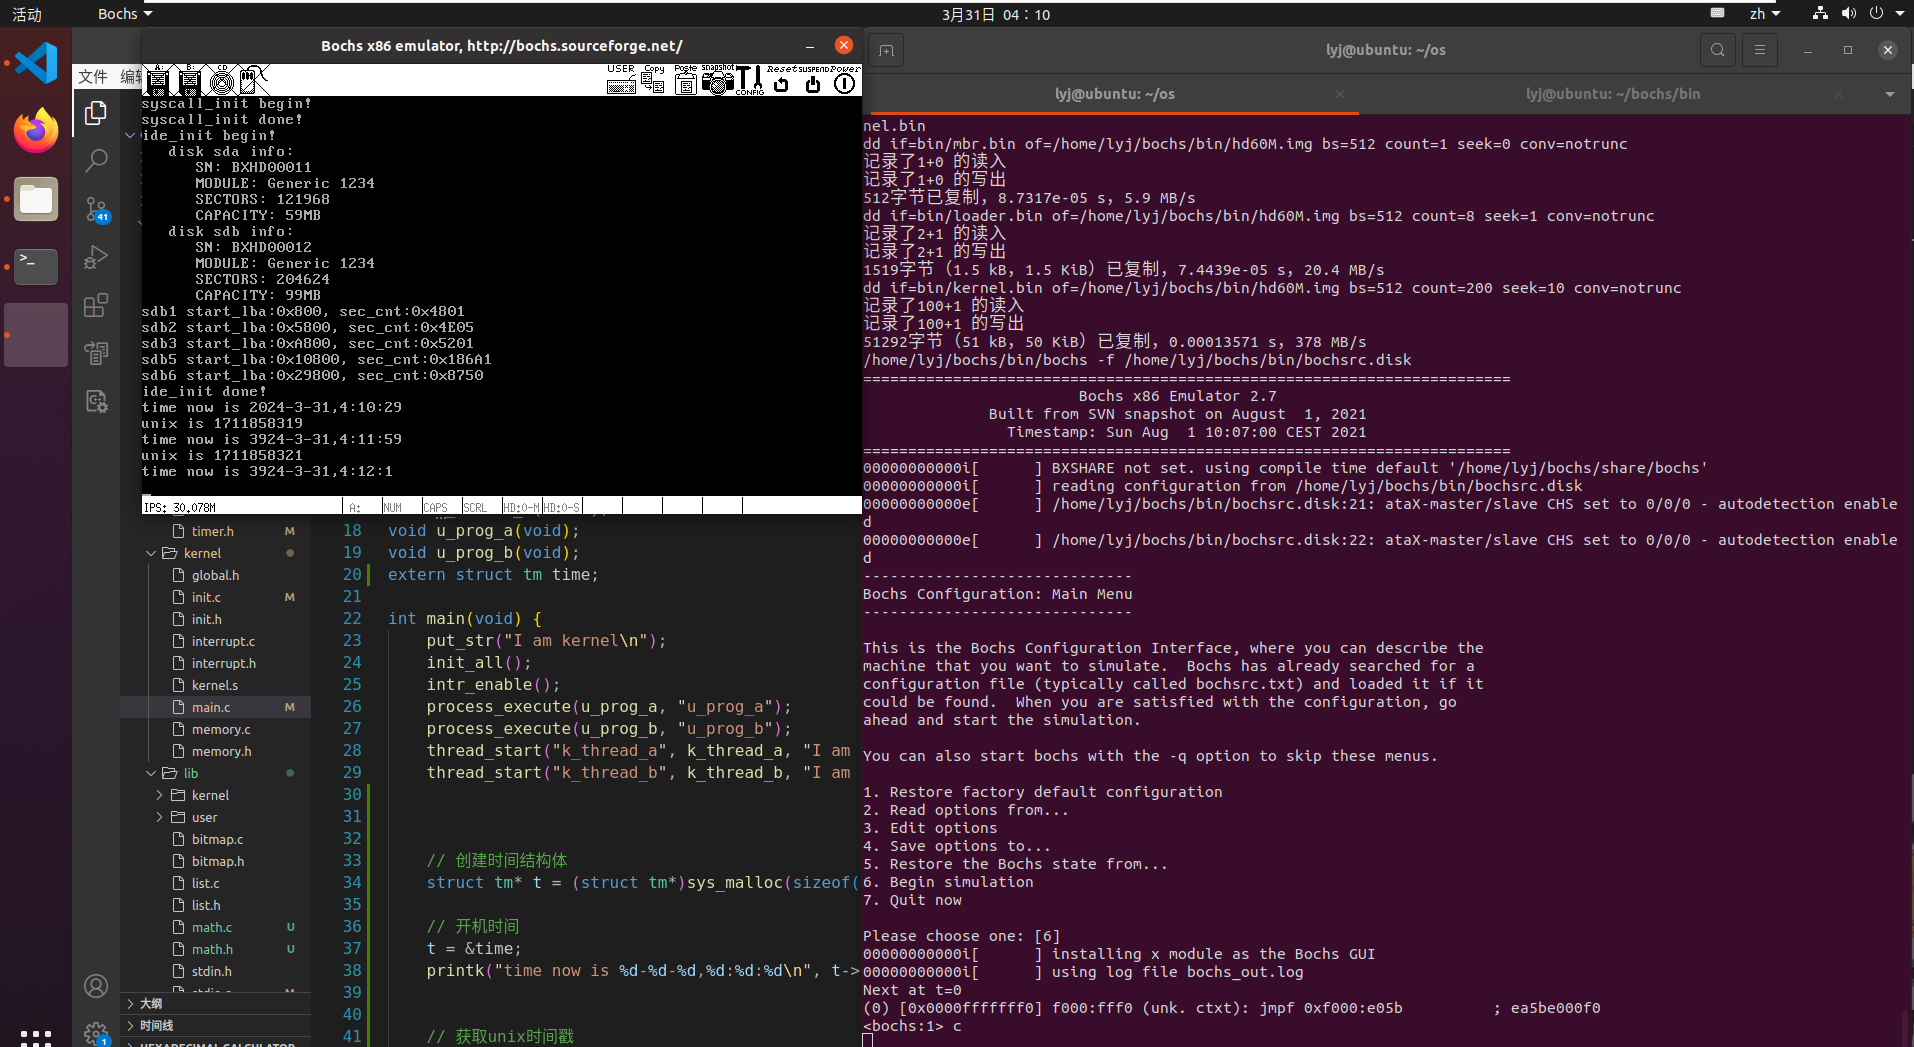 活动
Bochs
3月31日 04：10
zh
Bochs x86 emulator, http://bochs.sourceforge.net/
文件
A:
B:
CD
USER
Copy
Paste
snapshot
CONFIG
Reset
SUSPEND
Power
syscall_init begin!
syscall_init done!
ide_init begin!
disk sda info:
SN: BXHD00011
MODULE: Generic 1234
SECTORS: 121968
CAPACITY: 59MB
disk sdb info:
SN: BXHD00012
MODULE: Generic 1234
SECTORS: 204624
CAPACITY: 99MB
sdb1 start_lba:0x800, sec_cnt:0x4801
sdb2 start_lba:0x5800, sec_cnt:0x4E05
sdb3 start_lba:0xA800, sec_cnt:0x5201
sdb5 start_lba:0x10800, sec_cnt:0x186A1
sdb6 start_lba:0x29800, sec_cnt:0x8750
ide_init done!
time now is 2024-3-31,4:10:29
unix is 1711858319
time now is 3924-3-31,4:11:59
unix is 1711858321
time now is 3924-3-31,4:12:1
IPS: 30.078M
A:
NUM
CAPS
SCRL
HD:0-M
HD:0-S
41
1
timer.h M
kernel
global.h
init.c M
init.h
interrupt.c
interrupt.h
kernel.s
main.c M
memory.c
memory.h
lib
kernel
user
bitmap.c
bitmap.h
list.c
list.h
math.c U
math.h U
stdin.h
大纲
时间线
HEXADECIMAL CALCULATOR
18 void u_prog_a(void);
19 void u_prog_b(void);
20 extern struct tm time;
21
22 int main(void) {
23 put_str("I am kernel\n");
24 init_all();
25 intr_enable();
26 process_execute(u_prog_a, "u_prog_a");
27 process_execute(u_prog_b, "u_prog_b");
28 thread_start("k_thread_a", k_thread_a, "I am
29 thread_start("k_thread_b", k_thread_b, "I am
30
31
32
33 // 创建时间结构体
34 struct tm* t = (struct tm*)sys_malloc(sizeof(
35
36 // 开机时间
37 t = &time;
38 printk("time now is %d-%d-%d,%d:%d:%d\n", t->
39
40
41 // 获取unix时间戳
lyj@ubuntu: ~/os
lyj@ubuntu: ~/os
lyj@ubuntu: ~/bochs/bin
nel.bin
dd if=bin/mbr.bin of=/home/lyj/bochs/bin/hd60M.img bs=512 count=1 seek=0 conv=notrunc
记录了1+0 的读入
记录了1+0 的写出
512字节已复制，8.7317e-05 s，5.9 MB/s
dd if=bin/loader.bin of=/home/lyj/bochs/bin/hd60M.img bs=512 count=8 seek=1 conv=notrunc
记录了2+1 的读入
记录了2+1 的写出
1519字节（1.5 kB，1.5 KiB）已复制，7.4439e-05 s，20.4 MB/s
dd if=bin/kernel.bin of=/home/lyj/bochs/bin/hd60M.img bs=512 count=200 seek=10 conv=notrunc
记录了100+1 的读入
记录了100+1 的写出
51292字节（51 kB，50 KiB）已复制，0.00013571 s，378 MB/s
/home/lyj/bochs/bin/bochs -f /home/lyj/bochs/bin/bochsrc.disk
========================================================================
Bochs x86 Emulator 2.7
Built from SVN snapshot on August  1, 2021
Timestamp: Sun Aug  1 10:07:00 CEST 2021
========================================================================
00000000000i[      ] BXSHARE not set. using compile time default '/home/lyj/bochs/share/bochs'
00000000000i[      ] reading configuration from /home/lyj/bochs/bin/bochsrc.disk
00000000000e[      ] /home/lyj/bochs/bin/bochsrc.disk:21: ataX-master/slave CHS set to 0/0/0 - autodetection enable
d
00000000000e[      ] /home/lyj/bochs/bin/bochsrc.disk:22: ataX-master/slave CHS set to 0/0/0 - autodetection enable
d
------------------------------
Bochs Configuration: Main Menu
------------------------------
This is the Bochs Configuration Interface, where you can describe the
machine that you want to simulate.  Bochs has already searched for a
configuration file (typically called bochsrc.txt) and loaded it if it
could be found.  When you are satisfied with the configuration, go
ahead and start the simulation.
You can also start bochs with the -q option to skip these menus.
1. Restore factory default configuration
2. Read options from...
3. Edit options
4. Save options to...
5. Restore the Bochs state from...
6. Begin simulation
7. Quit now
Please choose one: [6]
00000000000i[      ] installing x module as the Bochs GUI
00000000000i[      ] using log file bochs_out.log
Next at t=0
(0) [0x0000fffffff0] f000:fff0 (unk. ctxt): jmpf 0xf000:e05b          ; ea5be000f0
<bochs:1> c